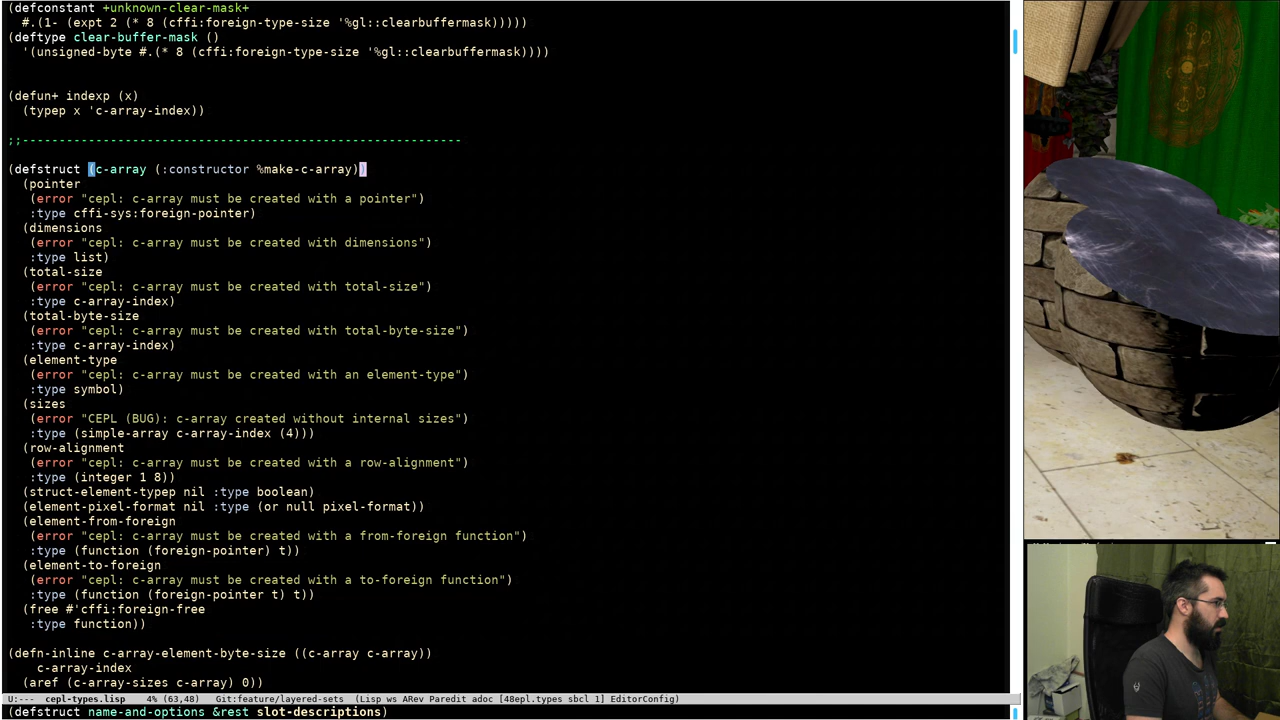 (defconstant +unknown-clear-mask+
  #.(1- (expt 2 (* 8 (cffi:foreign-type-size '%gl::clearbuffermask)))))
(deftype clear-buffer-mask ()
  '(unsigned-byte #.(* 8 (cffi:foreign-type-size '%gl::clearbuffermask))))
(defun+ indexp (x)
  (typep x 'c-array-index))
;;------------------------------------------------------------
(defstruct (c-array (:constructor %make-c-array))
  (pointer
   (error "cepl: c-array must be created with a pointer")
   :type cffi-sys:foreign-pointer)
  (dimensions
   (error "cepl: c-array must be created with dimensions")
   :type list)
  (total-size
   (error "cepl: c-array must be created with total-size")
   :type c-array-index)
  (total-byte-size
   (error "cepl: c-array must be created with total-byte-size")
   :type c-array-index)
  (element-type
   (error "cepl: c-array must be created with an element-type")
   :type symbol)
  (sizes
   (error "CEPL (BUG): c-array created without internal sizes")
   :type (simple-array c-array-index (4)))
  (row-alignment
   (error "cepl: c-array must be created with a row-alignment")
   :type (integer 1 8))
  (struct-element-typep nil :type boolean)
  (element-pixel-format nil :type (or null pixel-format))
  (element-from-foreign
   (error "cepl: c-array must be created with a from-foreign function")
   :type (function (foreign-pointer) t))
  (element-to-foreign
   (error "cepl: c-array must be created with a to-foreign function")
   :type (function (foreign-pointer t) t))
  (free #'cffi:foreign-free
   :type function))
(defn-inline c-array-element-byte-size ((c-array c-array))
    c-array-index
  (aref (c-array-sizes c-array) 0))
U:---  cepl-types.lisp   4% (63,48)   Git:feature/layered-sets  (Lisp ws ARev Paredit adoc [48epl.types sbcl 1] EditorConfig)
(defstruct name-and-options &rest slot-descriptions)